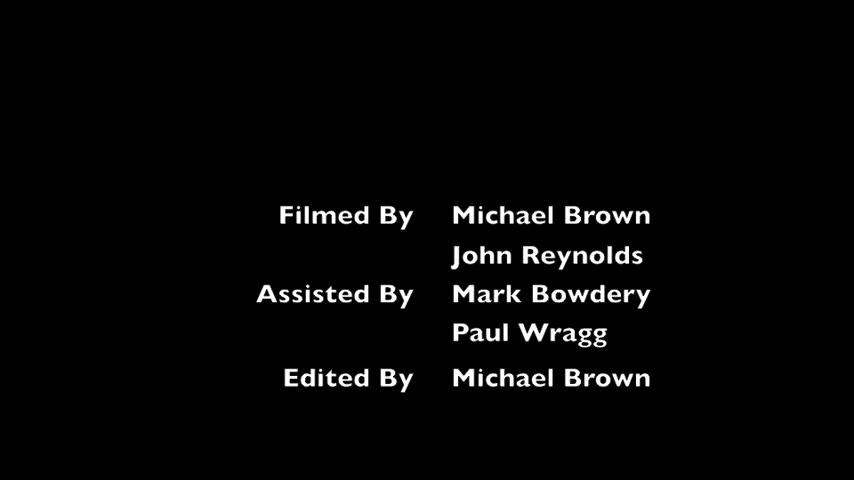 Filmed By Michael Brown
John Reynolds
Assisted By Mark Bowdery
Paul Wragg
Edited By Michael Brown